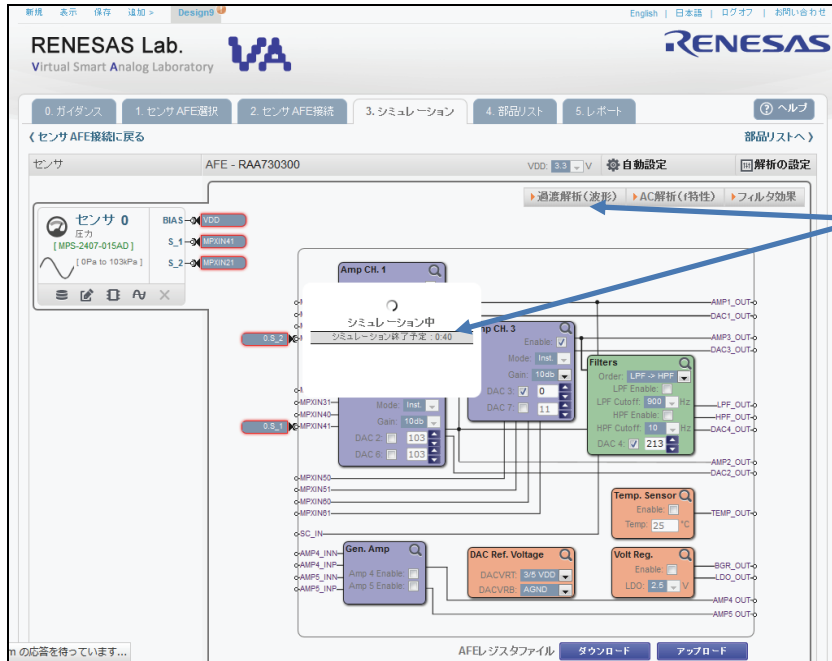 新規 表示 保存 追加 > Design9 English | 日本語 | ログオフ | お問い合わせ
RENESAS Lab.
Virtual Smart Analog Laboratory
VA
RENESAS
0. ガイダンス 1. センサAFE選択 2. センサAFE接続 3. シミュレーション 4. 部品リスト 5. レポート ? ヘルプ
《 センサAFE接続に戻る 部品リストへ 》
センサ AFE - RAA730300 VDD: 3.3 V 自動設定 解析の設定
過渡解析(波形) AC解析(f特性) フィルタ効果
センサ 0
圧力
[ MPS-2407-015AD ]
[ 0Pa to 103kPa ]
BIAS VDD
S_1 MPXIN41
S_2 MPXIN21
Amp CH. 1
シミュレーション中
シミュレーション終了予定 : 0:40
0.S_2
MPXIN31
MPXIN40
0.S_1 MPXIN41
Mode: Inst.
Gain: 10db
DAC 2: 103
DAC 6: 103
mp CH. 3
Enable:
Mode: Inst.
Gain: 10db
DAC 3: 0
DAC 7: 11
Filters
Order: LPF -> HPF
LPF Enable:
LPF Cutoff: 900 Hz
HPF Enable:
HPF Cutoff: 10 Hz
DAC 4: 213
AMP1_OUT
DAC1_OUT
AMP3_OUT
DAC3_OUT
LPF_OUT
HPF_OUT
DAC4_OUT
AMP2_OUT
DAC2_OUT
MPXIN50
MPXIN51
MPXIN60
MPXIN61
SC_IN
Temp. Sensor
Enable:
Temp: 25 °C
TEMP_OUT
AMP4_INN
AMP4_INP
AMP5_INN
AMP5_INP
Gen. Amp
Amp 4 Enable:
Amp 5 Enable:
DAC Ref. Voltage
DACVRT: 3/5 VDD
DACVRB: AGND
Volt Reg.
Enable:
LDO: 2.5 V
BGR_OUT
LDO_OUT
AMP4 OUT
AMP5 OUT
m の応答を待っています... AFEレジスタファイル ダウンロード アップロード